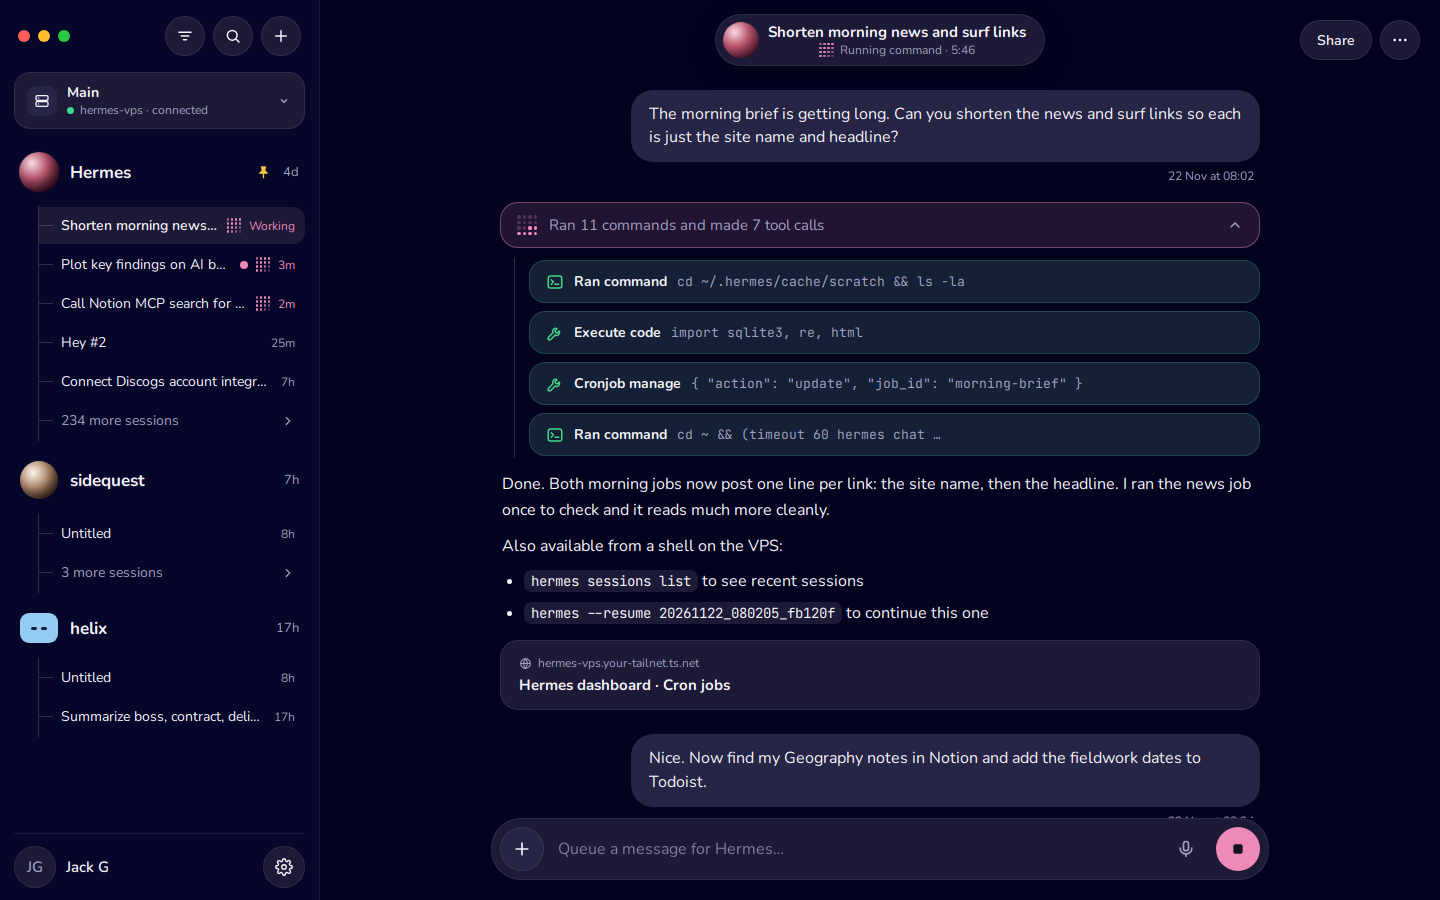 Main
hermes-vps · connected
Hermes
4d
Shorten morning news...
Working
Plot key findings on AI b...
3m
Call Notion MCP search for ...
2m
Hey #2
25m
Connect Discogs account integr...
7h
234 more sessions
sidequest
7h
Untitled
8h
3 more sessions
helix
17h
Untitled
8h
Summarize boss, contract, deli...
17h
JG
Jack G
Shorten morning news and surf links
Running command · 5:46
Share
The morning brief is getting long. Can you shorten the news and surf links so each
is just the site name and headline?
22 Nov at 08:02
Ran 11 commands and made 7 tool calls
Ran command cd ~/.hermes/cache/scratch && ls -la
Execute code import sqlite3, re, html
Cronjob manage { "action": "update", "job_id": "morning-brief" }
Ran command cd ~ && (timeout 60 hermes chat …
Done. Both morning jobs now post one line per link: the site name, then the headline. I ran the news job
once to check and it reads much more cleanly.
Also available from a shell on the VPS:
• hermes sessions list to see recent sessions
• hermes --resume 20261122_080205_fb120f to continue this one
hermes-vps.your-tailnet.ts.net
Hermes dashboard · Cron jobs
Nice. Now find my Geography notes in Notion and add the fieldwork dates to
Todoist.
Queue a message for Hermes...